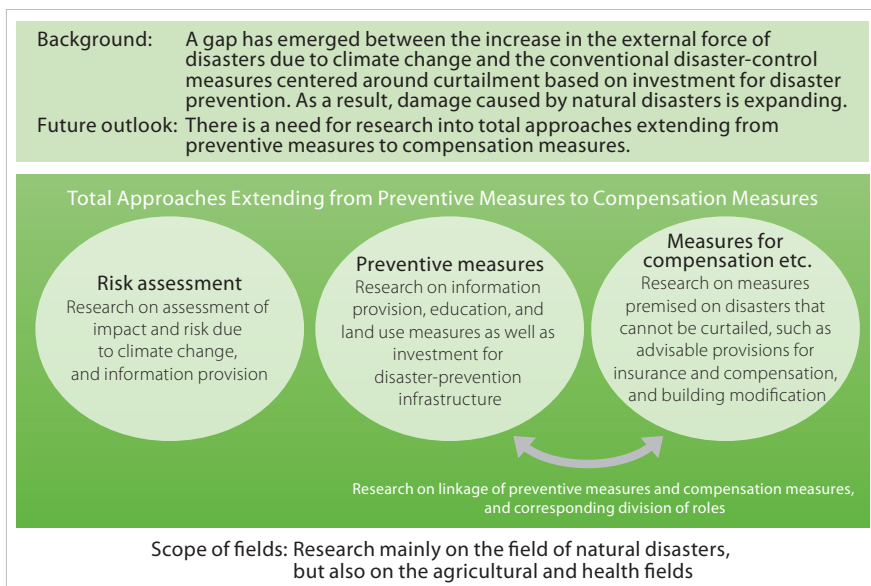 Background: A gap has emerged between the increase in the external force of
disasters due to climate change and the conventional disaster-control
measures centered around curtailment based on investment for disaster
prevention. As a result, damage caused by natural disasters is expanding.
Future outlook: There is a need for research into total approaches extending from
preventive measures to compensation measures.
Total Approaches Extending from Preventive Measures to Compensation Measures
Risk assessment
Research on assessment of
impact and risk due
to climate change,
and information provision
Preventive measures
Research on information
provision, education, and
land use measures as well as
investment for
disaster-prevention
infrastructure
Measures for
compensation etc.
Research on measures
premised on disasters that
cannot be curtailed, such as
advisable provisions for
insurance and compensation,
and building modification
Research on linkage of preventive measures and compensation measures,
and corresponding division of roles
Scope of fields: Research mainly on the field of natural disasters,
but also on the agricultural and health fields